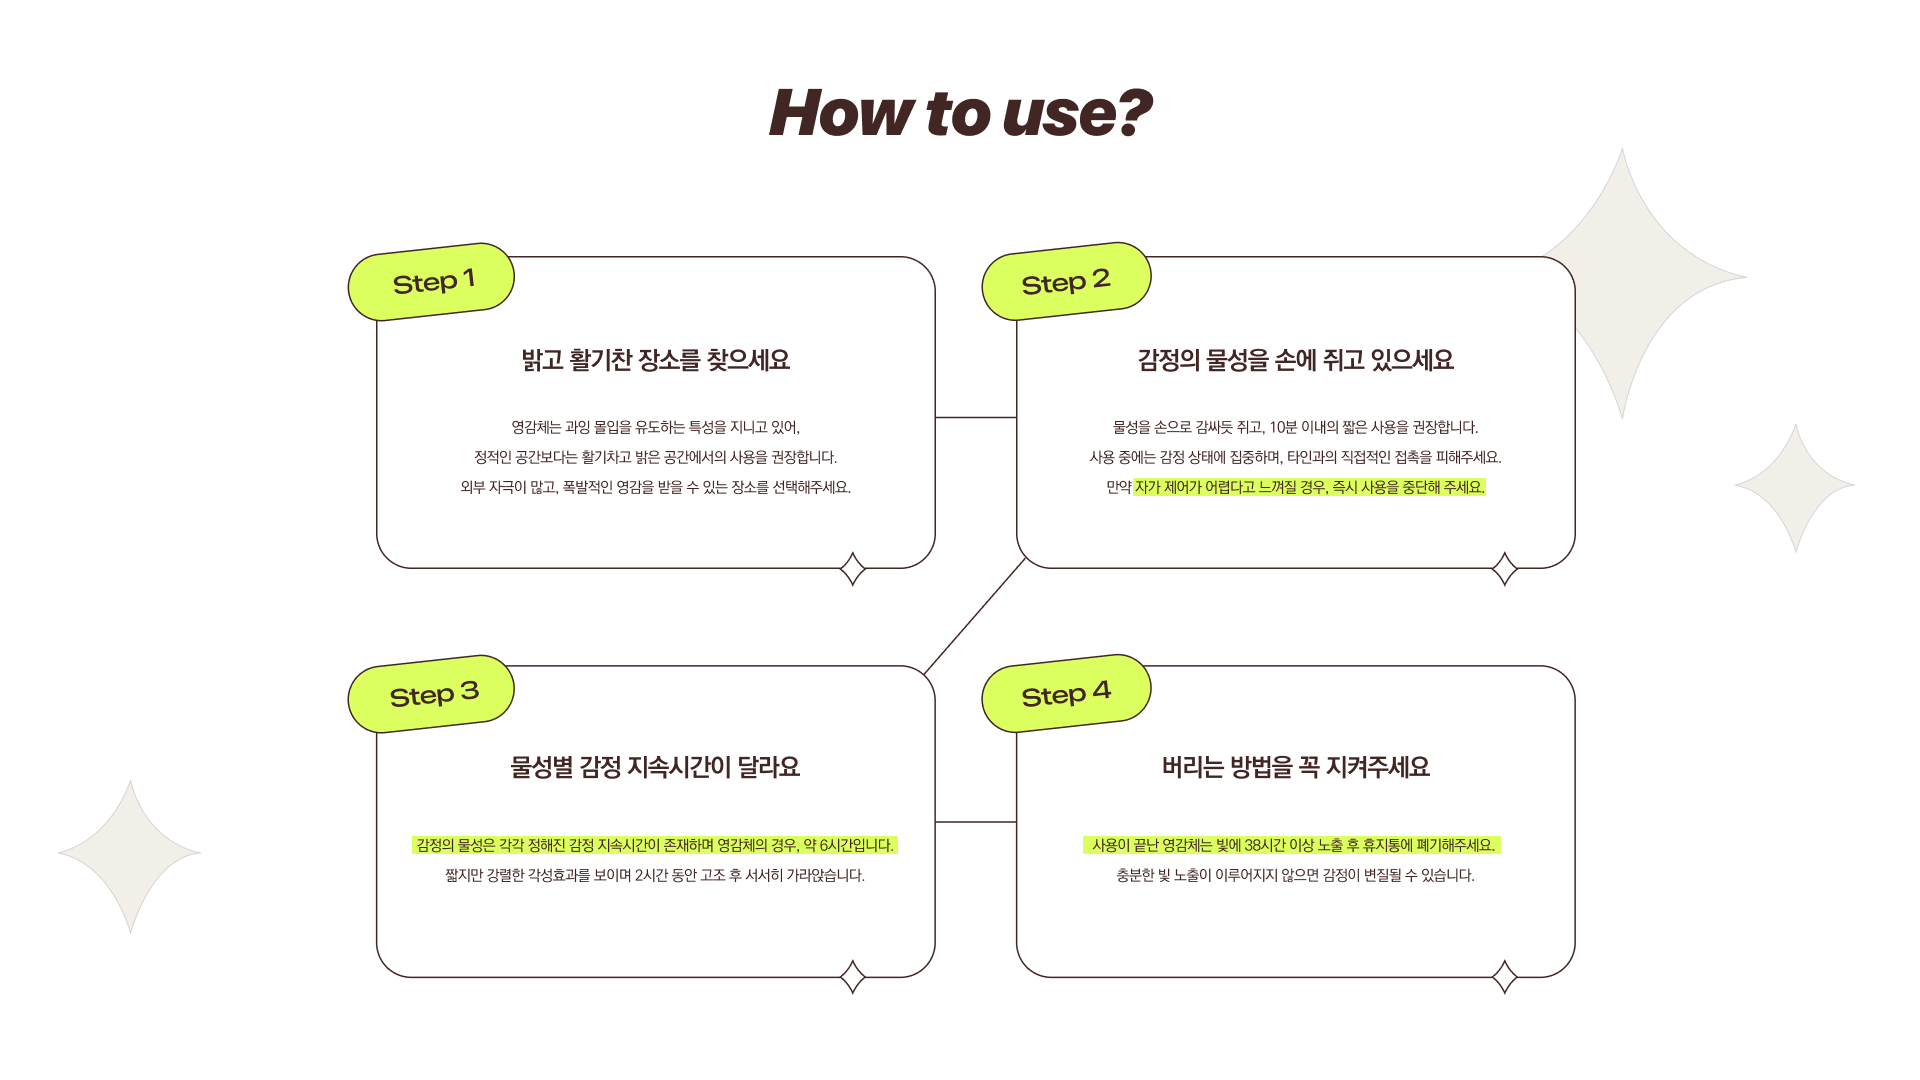 How to use?
Step 1
밝고 활기찬 장소를 찾으세요
영감체는 과잉 몰입을 유도하는 특성을 지니고 있어,
정적인 공간보다는 활기차고 밝은 공간에서의 사용을 권장합니다.
외부 자극이 많고, 폭발적인 영감을 받을 수 있는 장소를 선택해주세요.
Step 2
감정의 물성을 손에 쥐고 있으세요
물성을 손으로 감싸듯 쥐고, 10분 이내의 짧은 사용을 권장합니다.
사용 중에는 감정 상태에 집중하며, 타인과의 직접적인 접촉을 피해주세요.
만약 자가 제어가 어렵다고 느껴질 경우, 즉시 사용을 중단해 주세요.
Step 3
물성별 감정 지속시간이 달라요
감정의 물성은 각각 정해진 감정 지속시간이 존재하며 영감체의 경우, 약 6시간입니다.
짧지만 강렬한 각성효과를 보이며 2시간 동안 고조 후 서서히 가라앉습니다.
Step 4
버리는 방법을 꼭 지켜주세요
사용이 끝난 영감체는 빛에 38시간 이상 노출 후 휴지통에 폐기해주세요.
충분한 빛 노출이 이루어지지 않으면 감정이 변질될 수 있습니다.